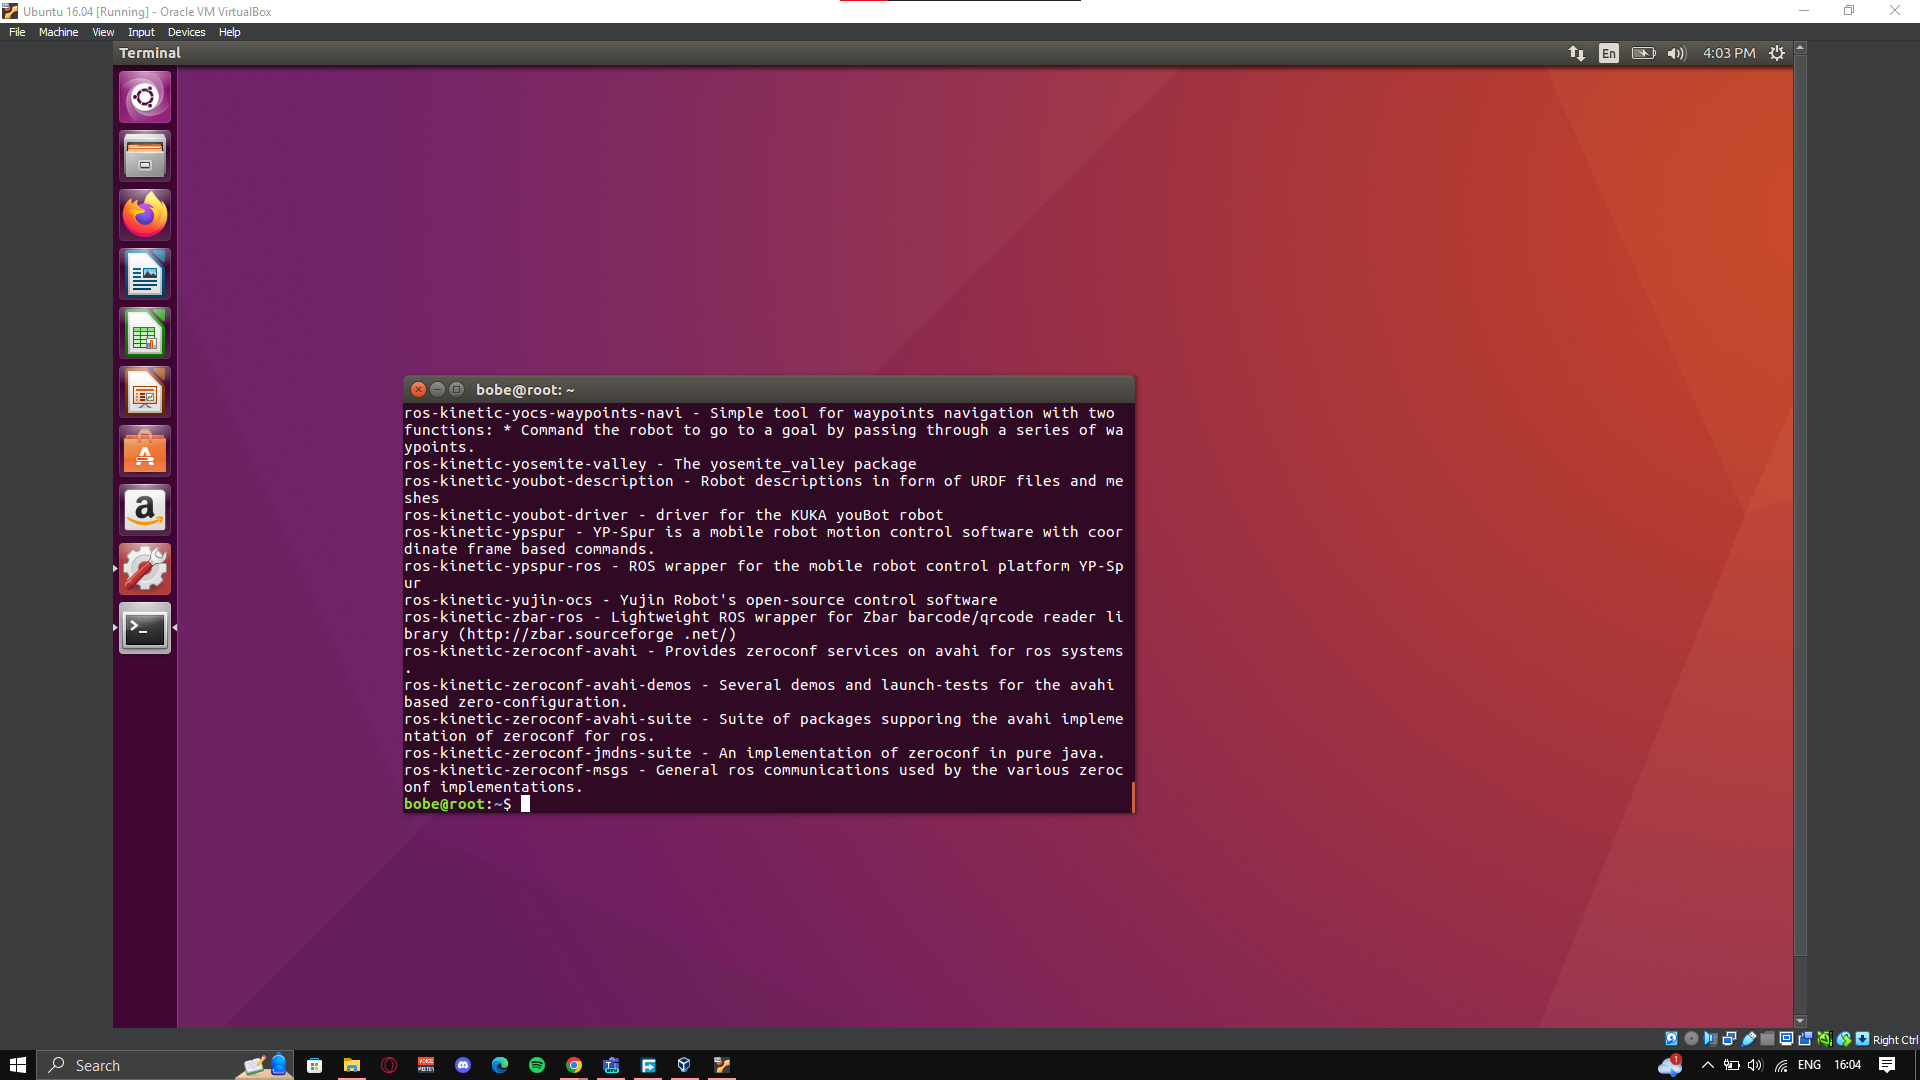 Ubuntu 16.04 [Running] - Oracle VM VirtualBox
File Machine View Input Devices Help
Terminal
En
4:03 PM
bobe@root: ~
ros-kinetic-yocs-waypoints-navi - Simple tool for waypoints navigation with two
functions: * Command the robot to go to a goal by passing through a series of wa
ypoints.
ros-kinetic-yosemite-valley - The yosemite_valley package
ros-kinetic-youbot-description - Robot descriptions in form of URDF files and me
shes
ros-kinetic-youbot-driver - driver for the KUKA youBot robot
ros-kinetic-ypspur - YP-Spur is a mobile robot motion control software with coor
dinate frame based commands.
ros-kinetic-ypspur-ros - ROS wrapper for the mobile robot control platform YP-Sp
ur
ros-kinetic-yujin-ocs - Yujin Robot's open-source control software
ros-kinetic-zbar-ros - Lightweight ROS wrapper for Zbar barcode/qrcode reader li
brary (http://zbar.sourceforge .net/)
ros-kinetic-zeroconf-avahi - Provides zeroconf services on avahi for ros systems
.
ros-kinetic-zeroconf-avahi-demos - Several demos and launch-tests for the avahi
based zero-configuration.
ros-kinetic-zeroconf-avahi-suite - Suite of packages supporing the avahi impleme
ntation of zeroconf for ros.
ros-kinetic-zeroconf-jmdns-suite - An implementation of zeroconf in pure java.
ros-kinetic-zeroconf-msgs - General ros communications used by the various zeroc
onf implementations.
bobe@root:~$
Right Ctrl
Search
1
ENG
16:04